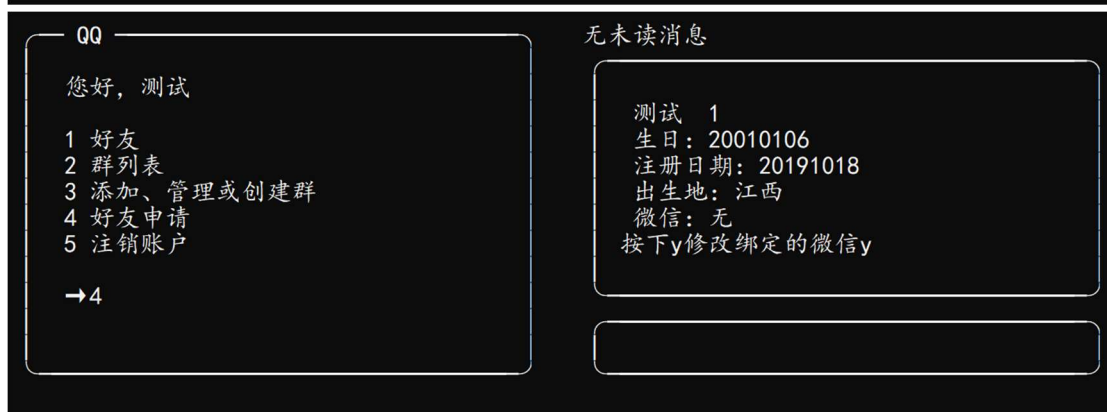 QQ
您好，测试
1 好友
2 群列表
3 添加、管理或创建群
4 好友申请
5 注销账户
→4
无未读消息
测试 1
生日：20010106
注册日期：20191018
出生地：江西
微信：无
按下y修改绑定的微信y